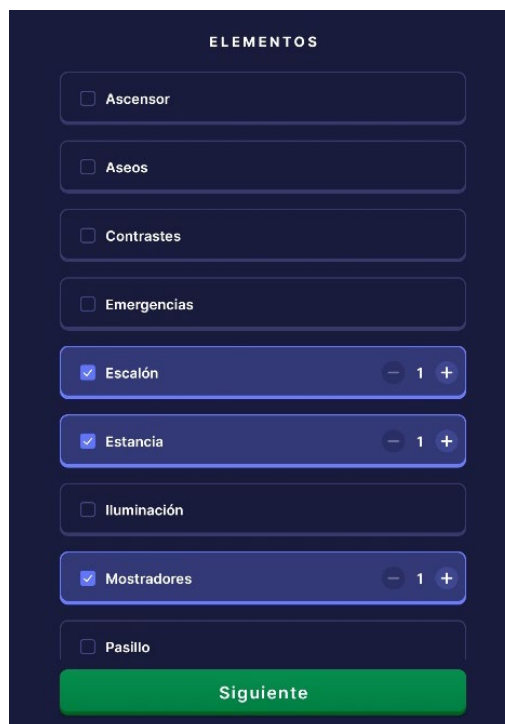 ELEMENTOS
Ascensor
Aseos
Contrastes
Emergencias
Escalón − 1 +
Estancia − 1 +
Iluminación
Mostradores − 1 +
Pasillo
Siguiente